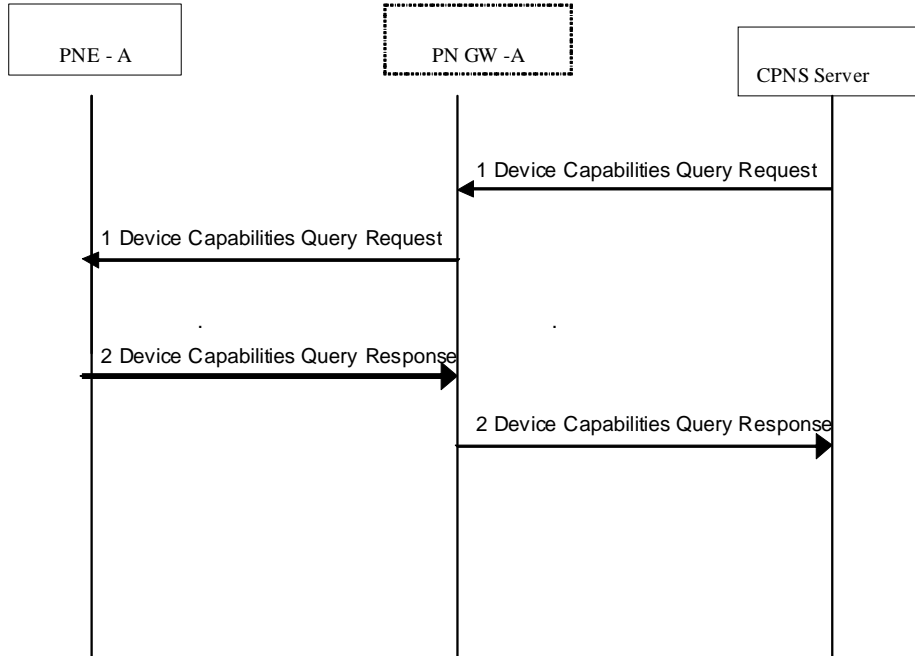 PNE - A
PN GW -A
CPNS Server
1 Device Capabilities Query Request
1 Device Capabilities Query Request
.
.
2 Device Capabilities Query Response
2 Device Capabilities Query Response